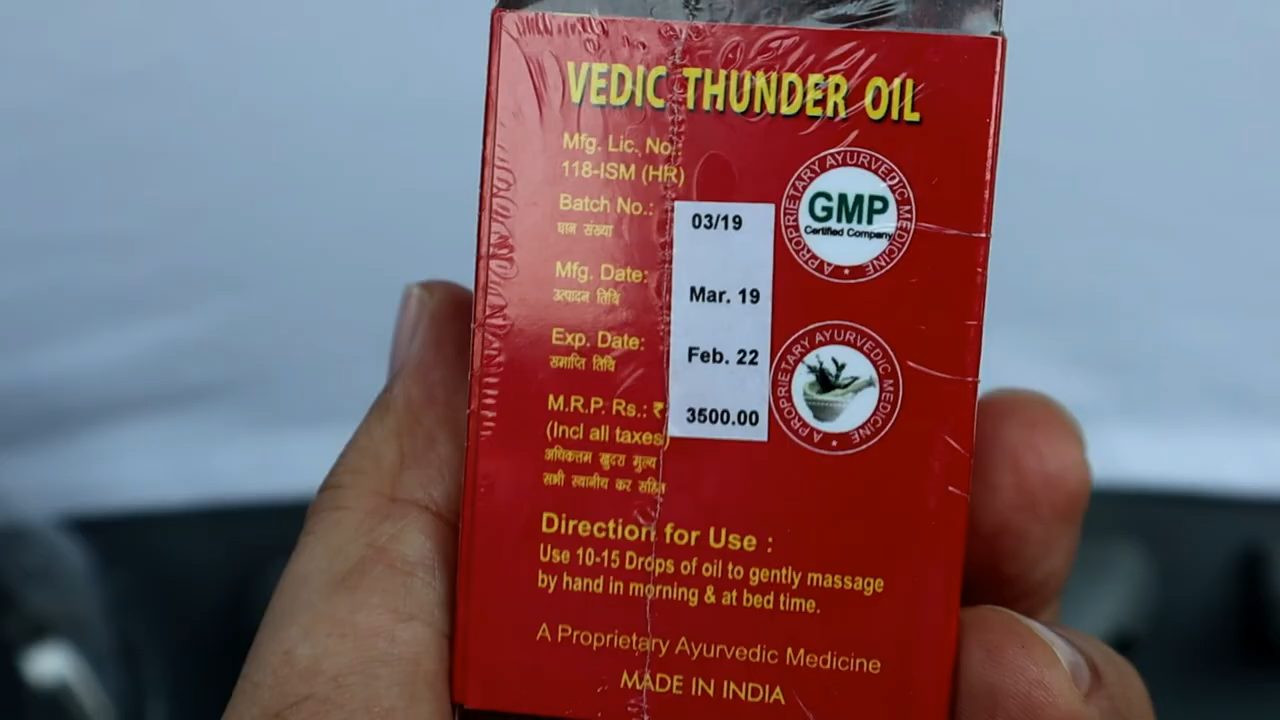 VEDIC THUNDER OIL
Mfg. Lic. No.:
118-ISM (HR)
Batch No.: 03/19
घान संख्या
Mfg. Date: Mar. 19
उत्पादन तिथि
Exp. Date: Feb. 22
समाप्ति तिथि
M.R.P. Rs.: ₹ 3500.00
(Incl all taxes)
अधिकतम खुदरा मुल्य
सभी स्थानीय कर सहित
A PROPRIETARY AYURVEDIC MEDICINE
GMP
Certified Company
A PROPRIETARY AYURVEDIC MEDICINE
Direction for Use :
Use 10-15 Drops of oil to gently massage
by hand in morning & at bed time.
A Proprietary Ayurvedic Medicine
MADE IN INDIA